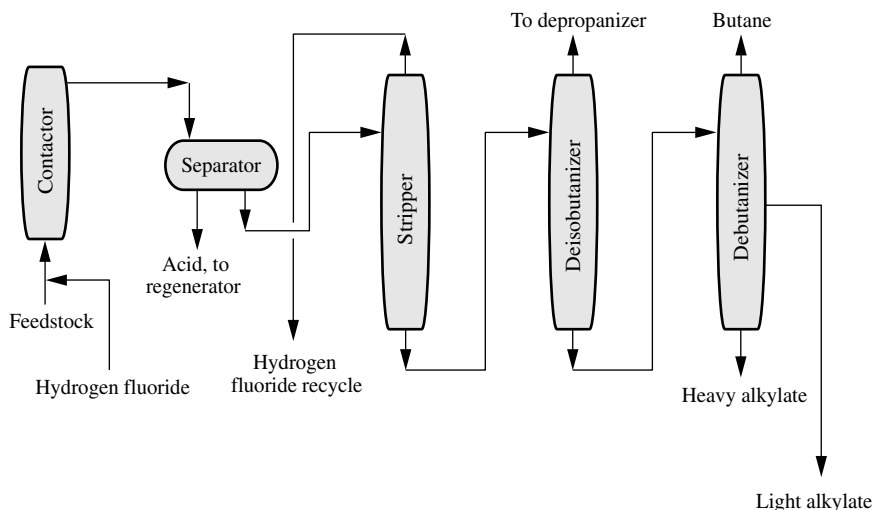 To depropanizer
Butane
Contactor
Separator
Stripper
Deisobutanizer
Debutanizer
Acid, to
regenerator
Feedstock
Hydrogen fluoride
Hydrogen
fluoride recycle
Heavy alkylate
Light alkylate